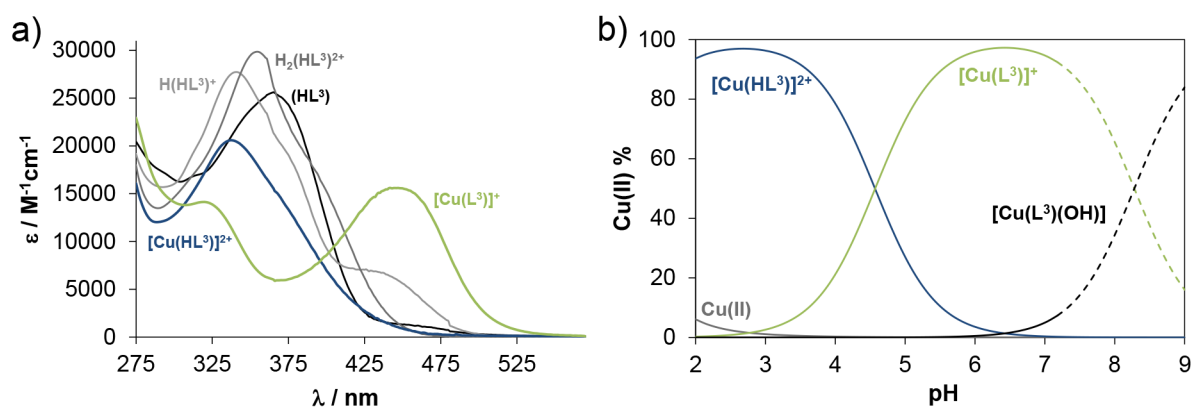 a)
30000
25000
20000
15000
10000
5000
0
ε / M⁻¹cm⁻¹
H(HL³)⁺
H₂(HL³)²⁺
(HL³)
[Cu(L³)]⁺
[Cu(HL³)]²⁺
275 325 375 425 475 525
λ / nm
b)
100
80
60
40
20
0
Cu(II) %
[Cu(HL³)]²⁺
[Cu(L³)]⁺
[Cu(L³)(OH)]
Cu(II)
2 3 4 5 6 7 8 9
pH